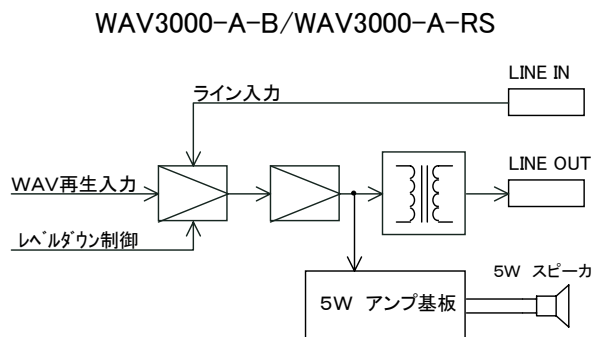 WAV3000-A-B/WAV3000-A-RS
LINE IN
ライン入力
LINE OUT
WAV再生入力
ﾚﾍﾞﾙﾀﾞｳﾝ制御
5W スピーカ
5W アンプ基板